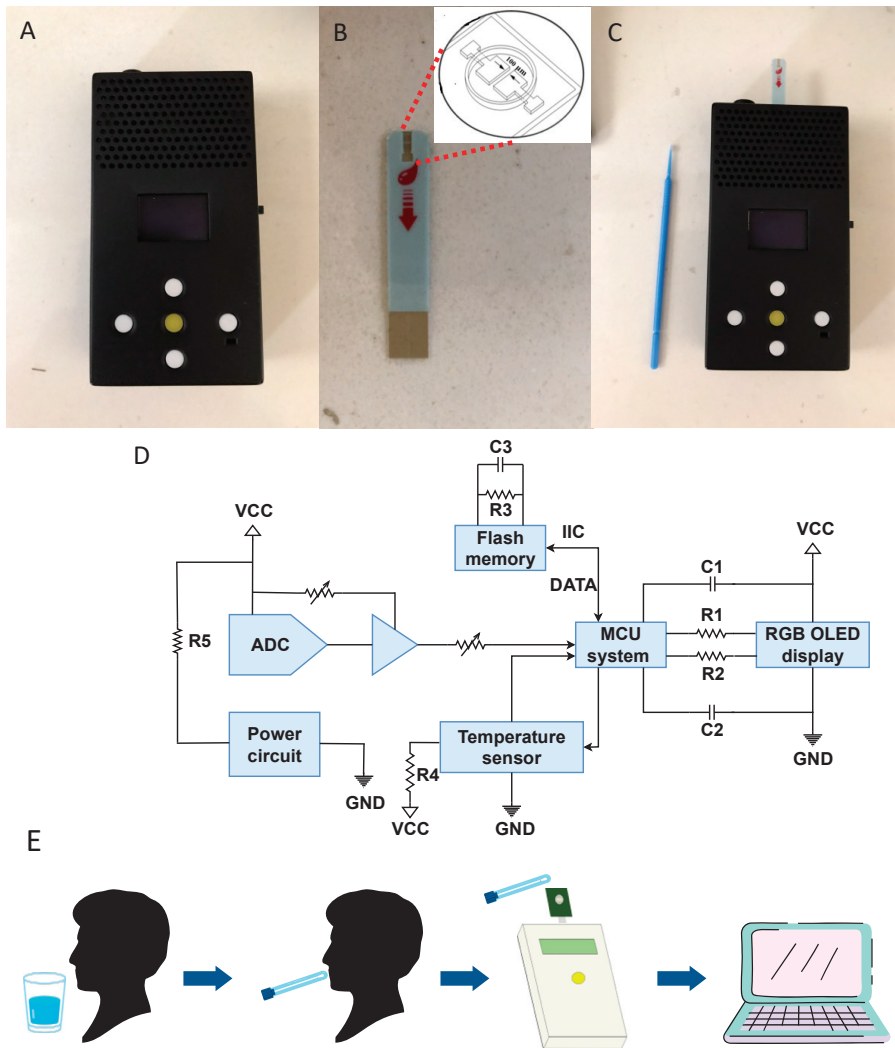 A
B
100 μm
C
D
C3
R3
VCC
Flash
memory
IIC
DATA
C1
VCC
R5
ADC
MCU
system
R1
R2
RGB OLED
display
Power
circuit
GND
Temperature
sensor
R4
VCC
GND
C2
GND
E